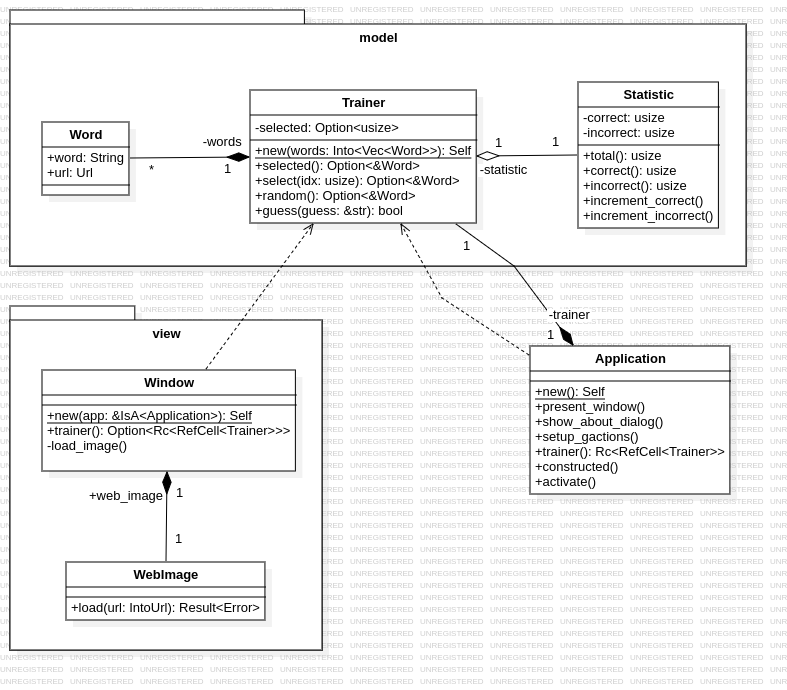 model
Word
+word: String
+url: Url
*
-words
1
Trainer
-selected: Option<usize>
+new(words: Into<Vec<Word>>): Self
+selected(): Option<&Word>
+select(idx: usize): Option<&Word>
+random(): Option<&Word>
+guess(guess: &str): bool
1
1
-statistic
Statistic
-correct: usize
-incorrect: usize
+total(): usize
+correct(): usize
+incorrect(): usize
+increment_correct()
+increment_incorrect()
1
-trainer
1
view
Window
+new(app: &IsA<Application>): Self
+trainer(): Option<Rc<RefCell<Trainer>>>
-load_image()
+web_image
1
1
WebImage
+load(url: IntoUrl): Result<Error>
Application
+new(): Self
+present_window()
+show_about_dialog()
+setup_gactions()
+trainer(): Rc<RefCell<Trainer>>
+constructed()
+activate()
UNREGISTERED